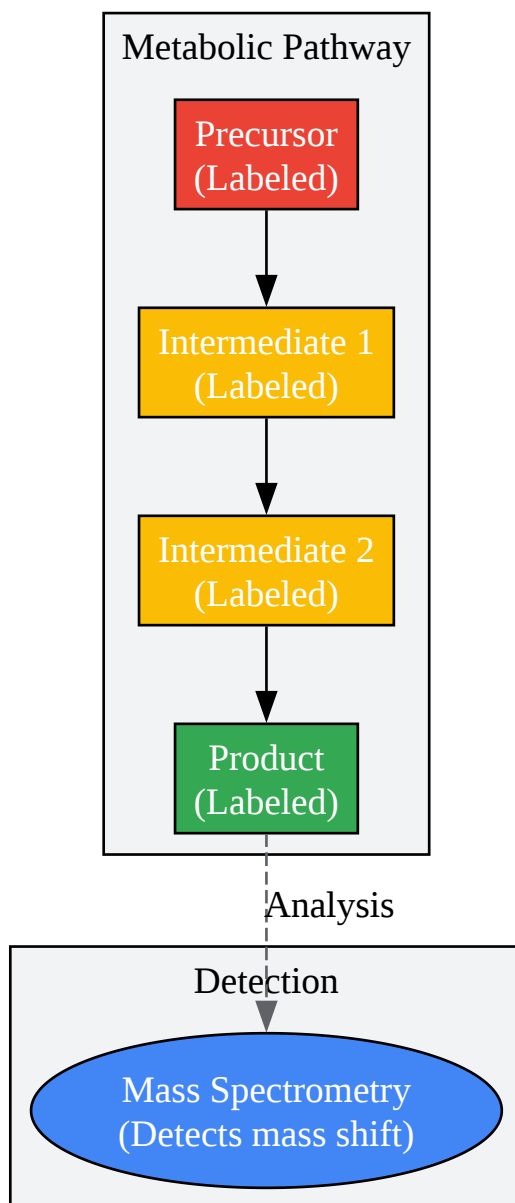 Metabolic Pathway
Precursor
(Labeled)
Intermediate 1
(Labeled)
Intermediate 2
(Labeled)
Product
(Labeled)
Analysis
Detection
Mass Spectrometry
(Detects mass shift)